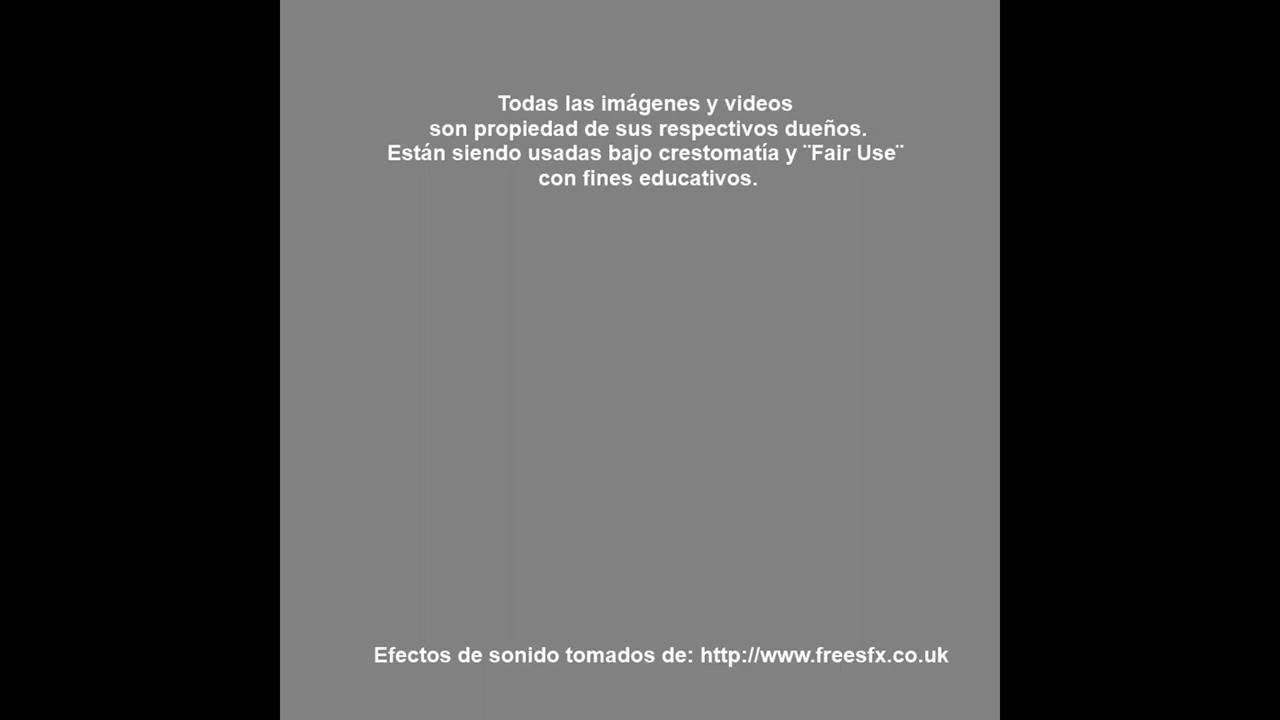 Todas las imágenes y videos
son propiedad de sus respectivos dueños.
Están siendo usadas bajo crestomatía y ¨Fair Use¨
con fines educativos.
Efectos de sonido tomados de: http://www.freesfx.co.uk